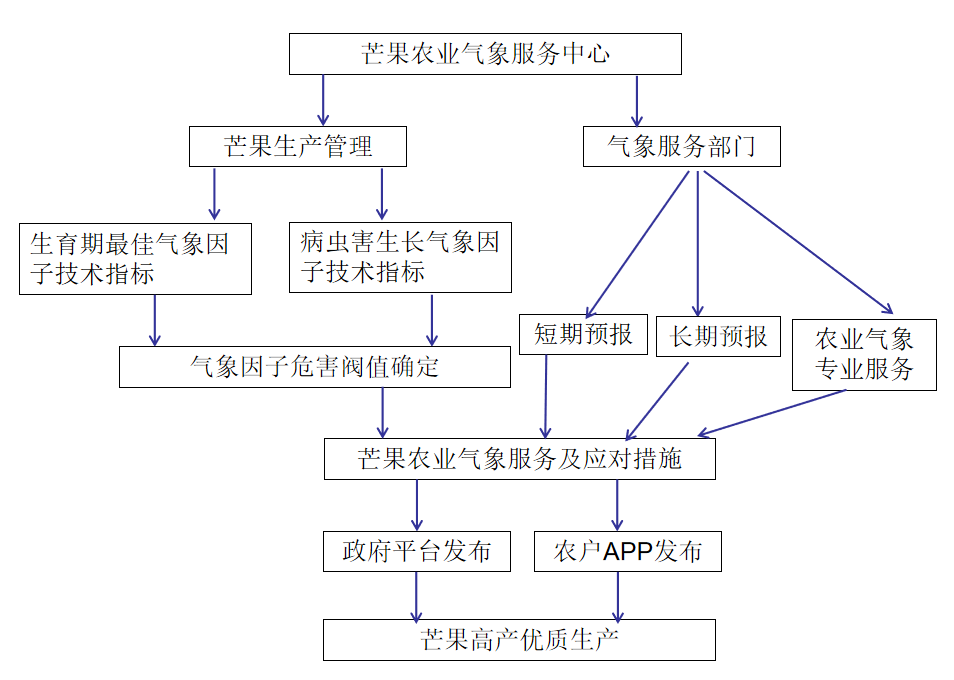 芒果农业气象服务中心
芒果生产管理
气象服务部门
生育期最佳气象因
子技术指标
病虫害生长气象因
子技术指标
短期预报
长期预报
农业气象
专业服务
气象因子危害阀值确定
芒果农业气象服务及应对措施
政府平台发布
农户APP发布
芒果高产优质生产